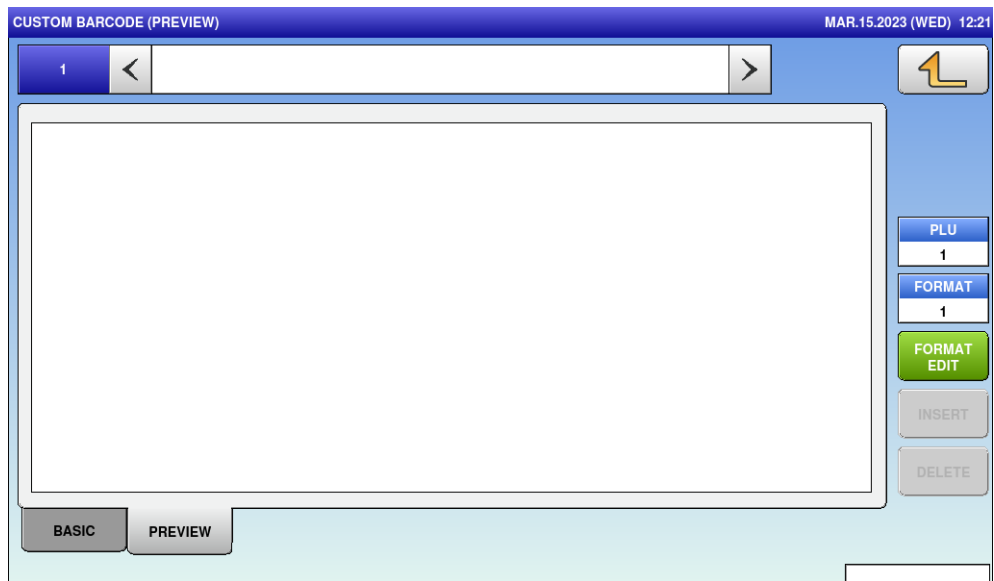 CUSTOM BARCODE (PREVIEW) MAR.15.2023 (WED) 12:21
1
PLU
1
FORMAT
1
FORMAT
EDIT
INSERT
DELETE
BASIC PREVIEW